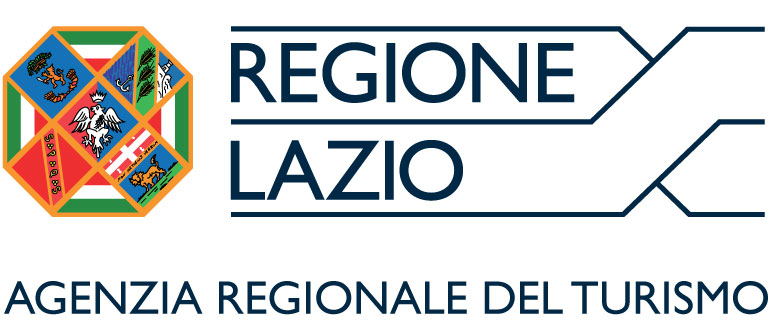 REGIONE
LAZIO
AGENZIA REGIONALE DEL TURISMO